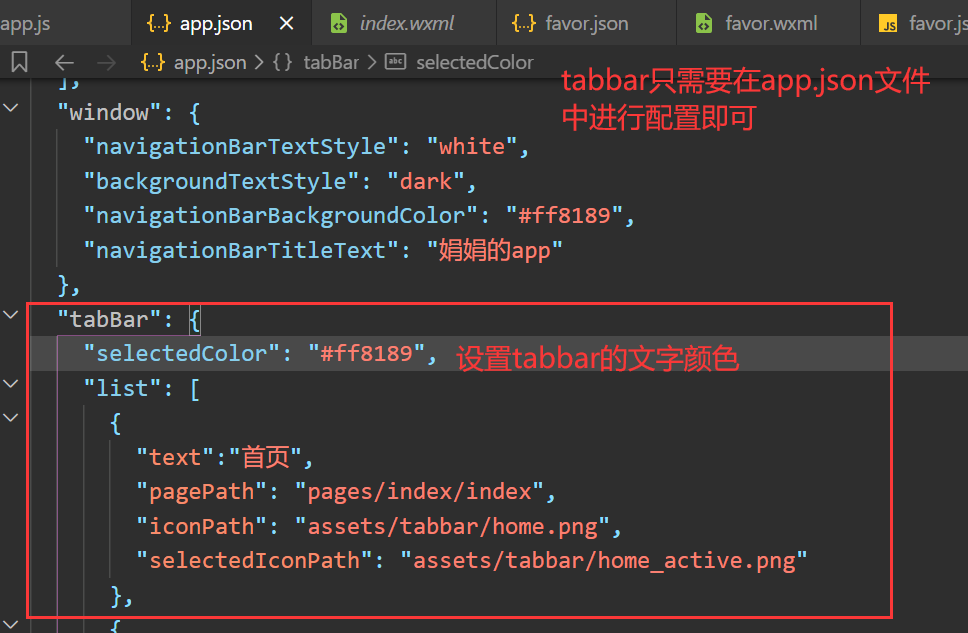 app.js
{..} app.json
index.wxml
{..} favor.json
favor.wxml
JS favor.js
{..} app.json > {} tabBar > abc selectedColor
tabbar只需要在app.json文件
中进行配置即可
],
"window": {
"navigationBarTextStyle": "white",
"backgroundTextStyle": "dark",
"navigationBarBackgroundColor": "#ff8189",
"navigationBarTitleText": "娟娟的app"
},
"tabBar": {
"selectedColor": "#ff8189", 设置tabbar的文字颜色
"list": [
{
"text":"首页",
"pagePath": "pages/index/index",
"iconPath": "assets/tabbar/home.png",
"selectedIconPath": "assets/tabbar/home_active.png"
},
{